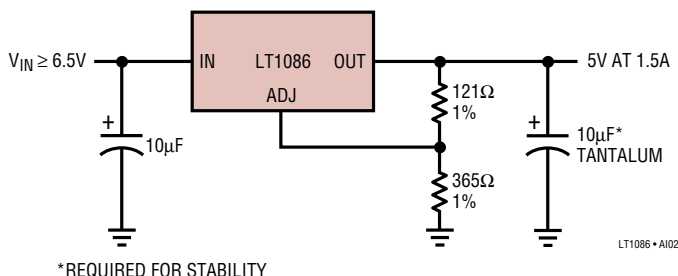 V_IN ≥ 6.5V
IN LT1086 OUT
ADJ
5V AT 1.5A
121Ω
1%
+
10µF
+
10µF*
TANTALUM
365Ω
1%
LT1086 • AI02
*REQUIRED FOR STABILITY